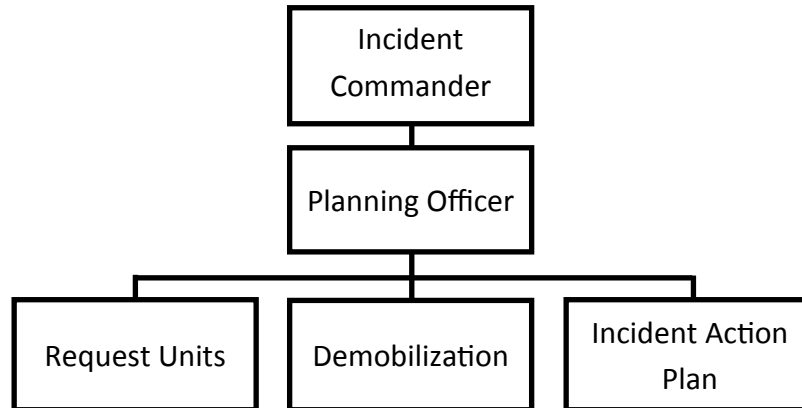 Incident
Commander
Planning Officer
Request Units
Demobilization
Incident Action
Plan